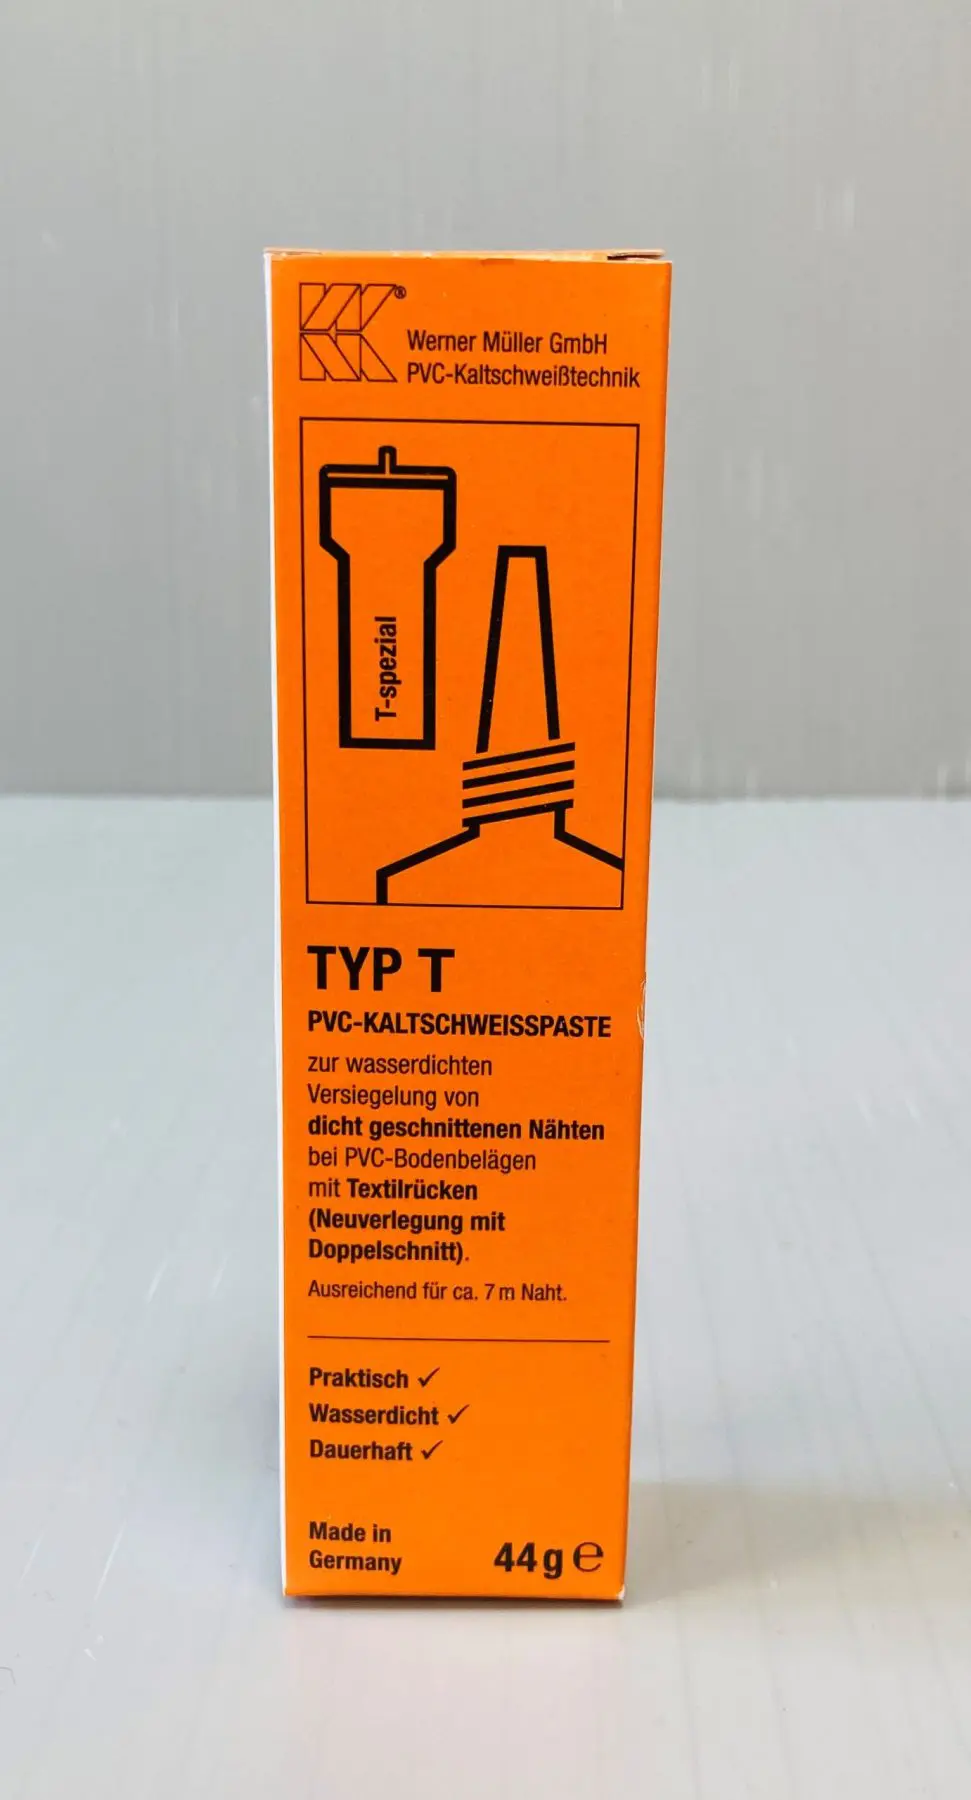 ®
Werner Müller GmbH
PVC-Kaltschweißtechnik
T-spezial
TYP T
PVC-KALTSCHWEISSPASTE
zur wasserdichten
Versiegelung von
dicht geschnittenen Nähten
bei PVC-Bodenbelägen
mit Textilrücken
(Neuverlegung mit
Doppelschnitt).
Ausreichend für ca. 7 m Naht.
Praktisch ✓
Wasserdicht ✓
Dauerhaft ✓
Made in
Germany
44 g ℮